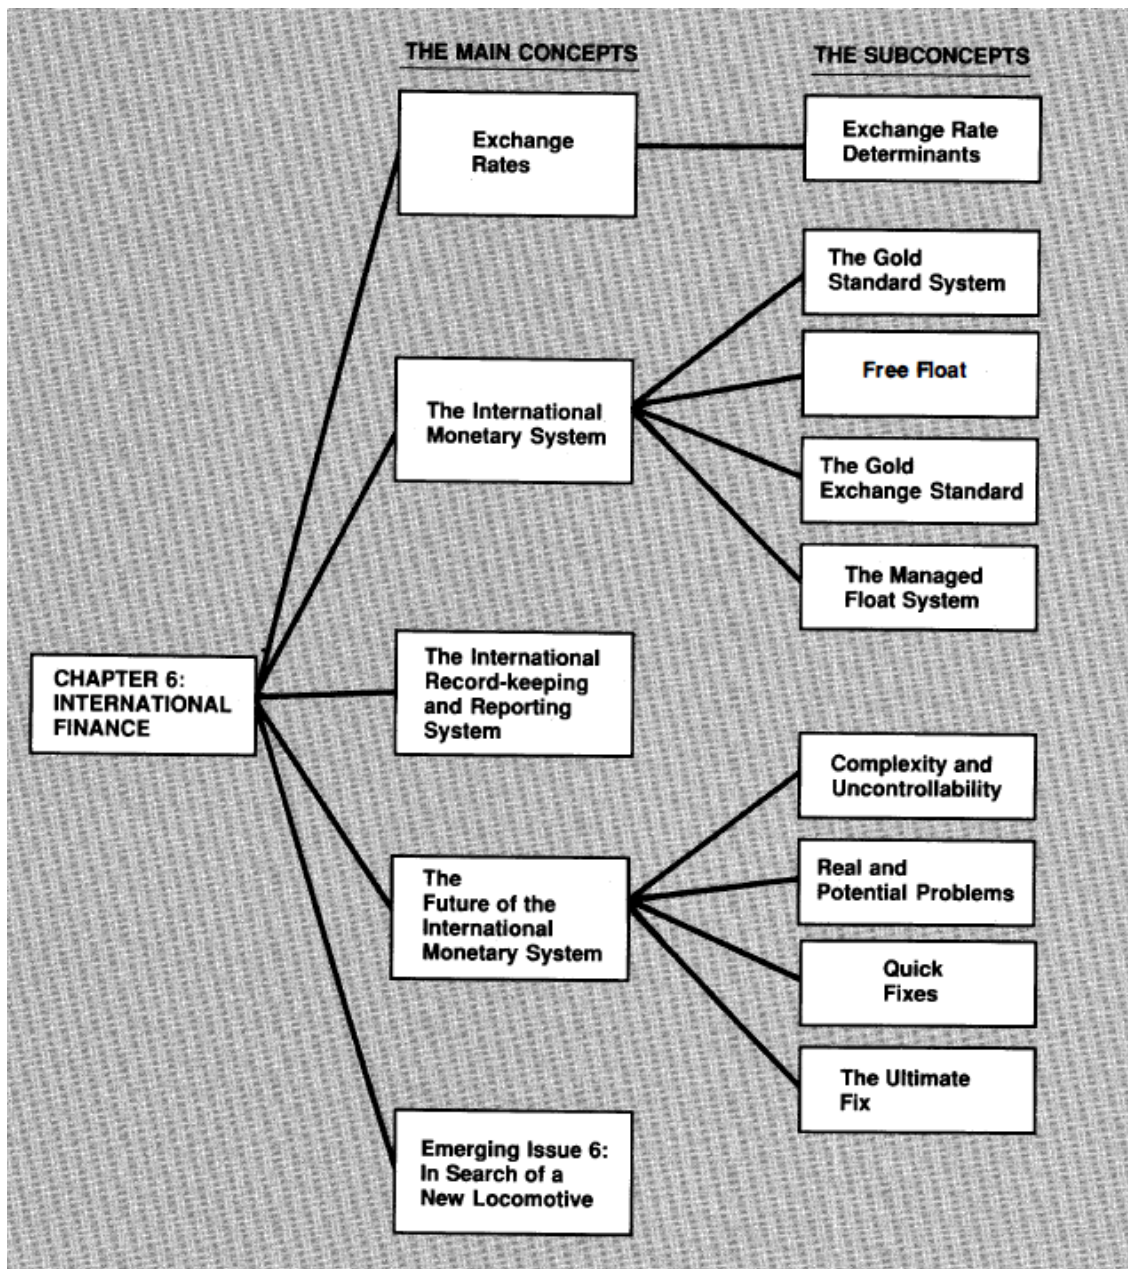 THE MAIN CONCEPTS
THE SUBCONCEPTS
Exchange
Rates
Exchange Rate
Determinants
The Gold
Standard System
Free Float
The International
Monetary System
The Gold
Exchange Standard
The Managed
Float System
CHAPTER 6:
INTERNATIONAL
FINANCE
The International
Record-keeping
and Reporting
System
Complexity and
Uncontrollability
The
Future of the
International
Monetary System
Real and
Potential Problems
Quick
Fixes
The Ultimate
Fix
Emerging Issue 6:
In Search of a
New Locomotive